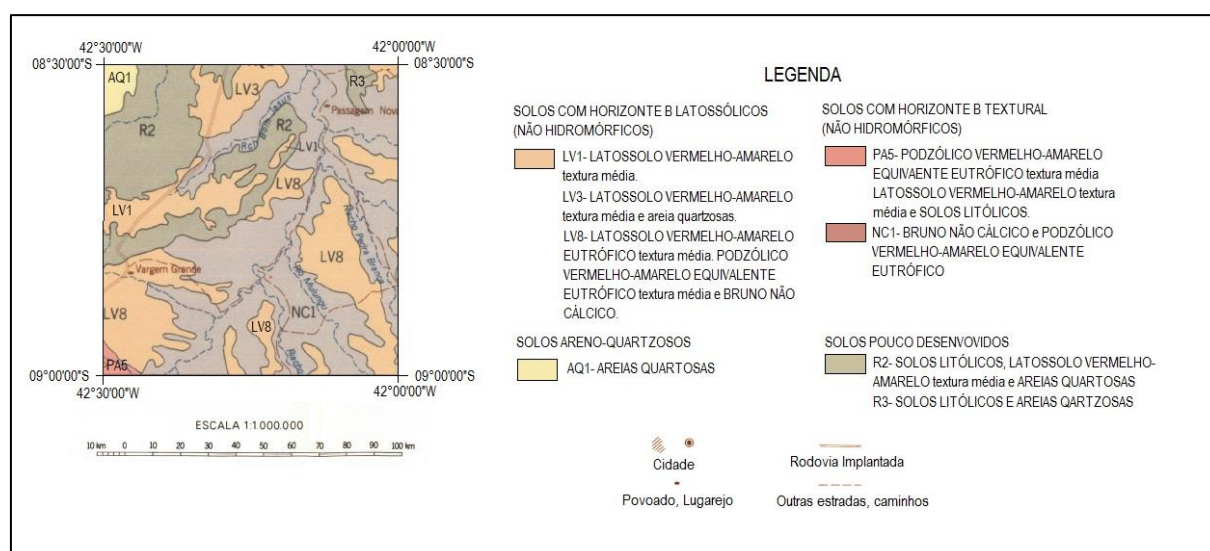 42°30'00"W
42°00'00"W
08°30'00"S
08°30'00"S
AQ1
LV3
R3
Passagem Nova
R2
R2
LV1
LV8
LV1
LV8
Vargem Grande
NC1
LV8
LV8
PA5
09°00'00"S
09°00'00"S
42°30'00"W
42°00'00"W
ESCALA 1:1.000.000
10 km 0 10 20 30 40 50 60 70 80 90 100 km
LEGENDA
SOLOS COM HORIZONTE B LATOSSÓLICOS
(NÃO HIDROMÓRFICOS)
LV1- LATOSSOLO VERMELHO-AMARELO
textura média.
LV3- LATOSSOLO VERMELHO-AMARELO
textura média e areia quartzosas.
LV8- LATOSSOLO VERMELHO-AMARELO
EUTRÓFICO textura média. PODZÓLICO
VERMELHO-AMARELO EQUIVALENTE
EUTRÓFICO textura média e BRUNO NÃO
CÁLCICO.
SOLOS ARENO-QUARTZOSOS
AQ1- AREIAS QUARTOSAS
SOLOS COM HORIZONTE B TEXTURAL
(NÃO HIDROMÓRFICOS)
PA5- PODZÓLICO VERMELHO-AMARELO
EQUIVAENTE EUTRÓFICO textura média
LATOSSOLO VERMELHO-AMARELO textura
média e SOLOS LITÓLICOS.
NC1- BRUNO NÃO CÁLCICO e PODZÓLICO
VERMELHO-AMARELO EQUIVALENTE
EUTRÓFICO
SOLOS POUCO DESENVOVIDOS
R2- SOLOS LITÓLICOS, LATOSSOLO VERMELHO-
AMARELO textura média e AREIAS QUARTOSAS
R3- SOLOS LITÓLICOS E AREIAS QARTZOSAS
Cidade
Rodovia Implantada
Povoado, Lugarejo
Outras estradas, caminhos